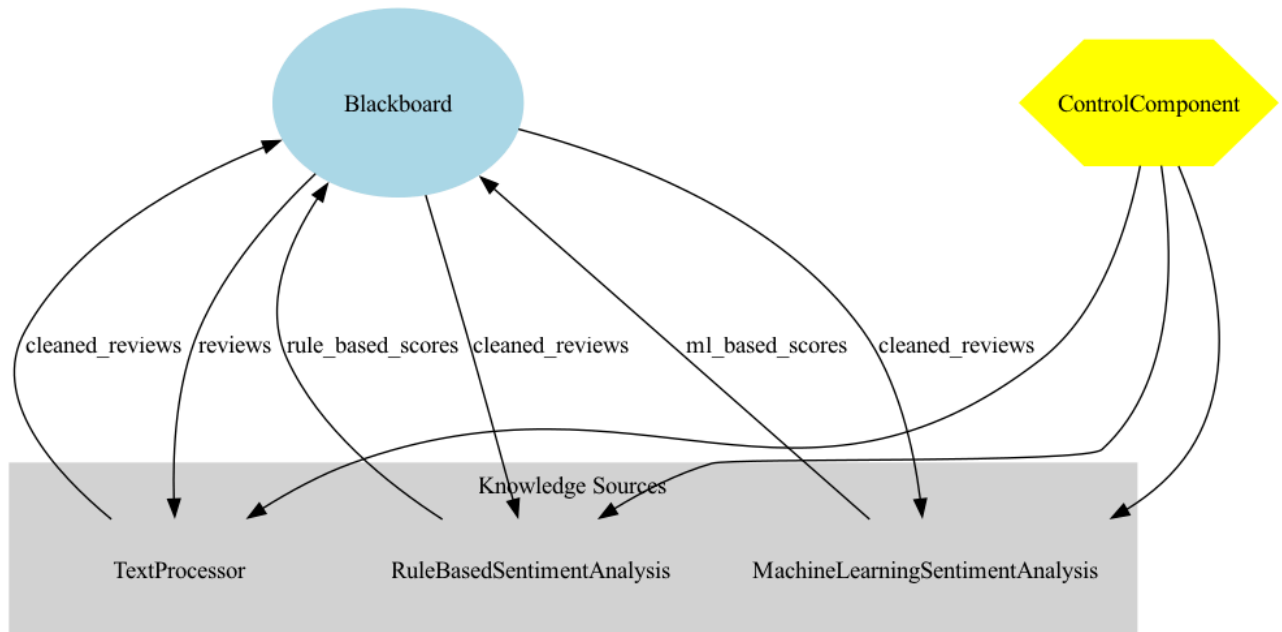 Blackboard
ControlComponent
cleaned_reviews
reviews
rule_based_scores
cleaned_reviews
ml_based_scores
cleaned_reviews
Knowledge Sources
TextProcessor
RuleBasedSentimentAnalysis
MachineLearningSentimentAnalysis